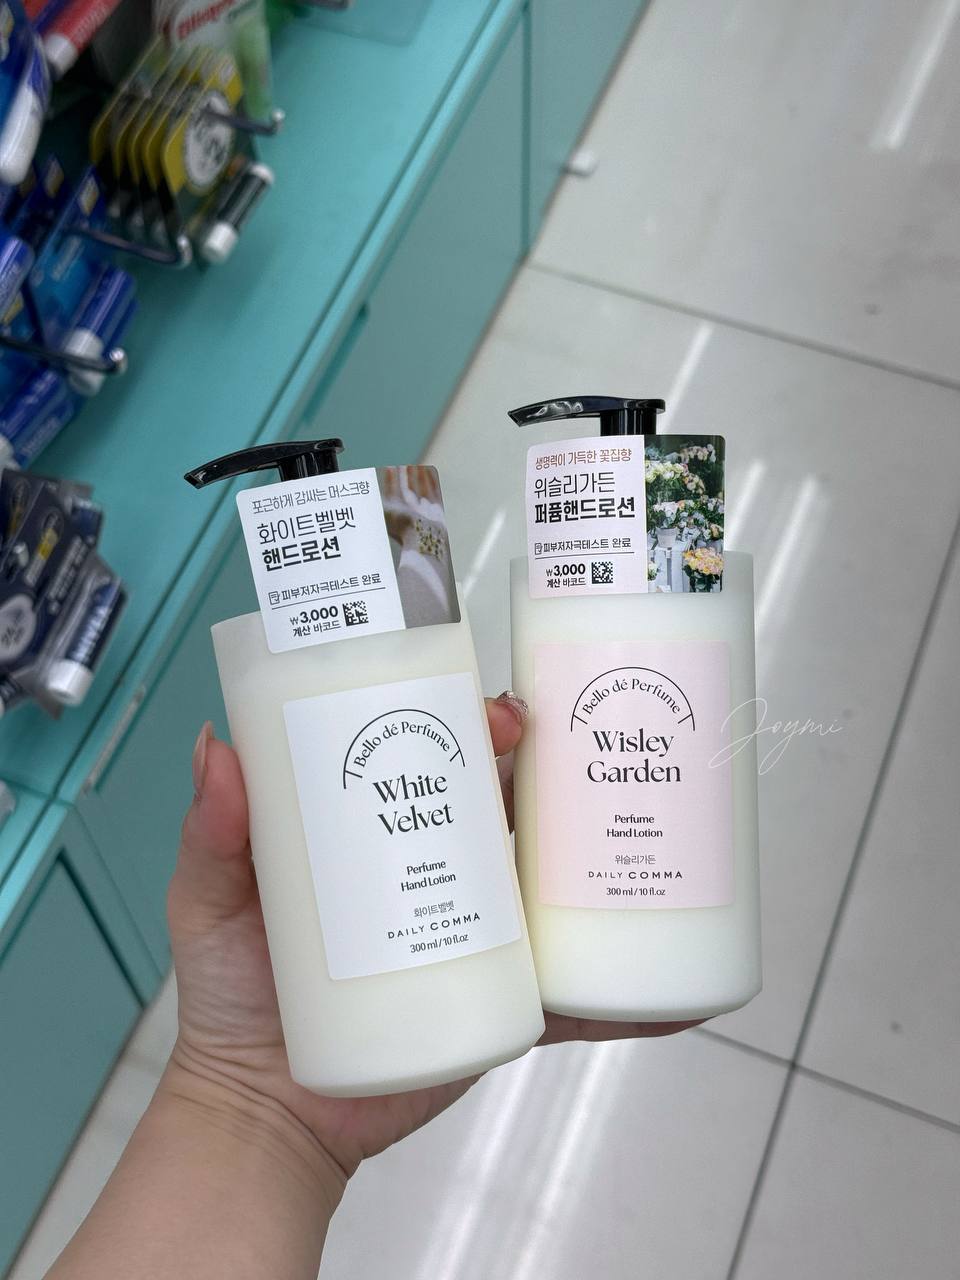 포근하게 감싸는 머스크향
화이트벨벳
핸드로션
피부저자극테스트 완료
₩3,000
계산 바코드
Bello dé Perfume
White
Velvet
Perfume
Hand Lotion
화이트벨벳
DAILY COMMA
300 ml / 10 fl.oz
생명력이 가득한 꽃집향
위슬리가든
퍼퓸핸드로션
피부저자극테스트 완료
₩3,000
계산 바코드
Bello dé Perfume
Wisley
Garden
Perfume
Hand Lotion
위슬리가든
DAILY COMMA
300 ml / 10 fl.oz
Joymi